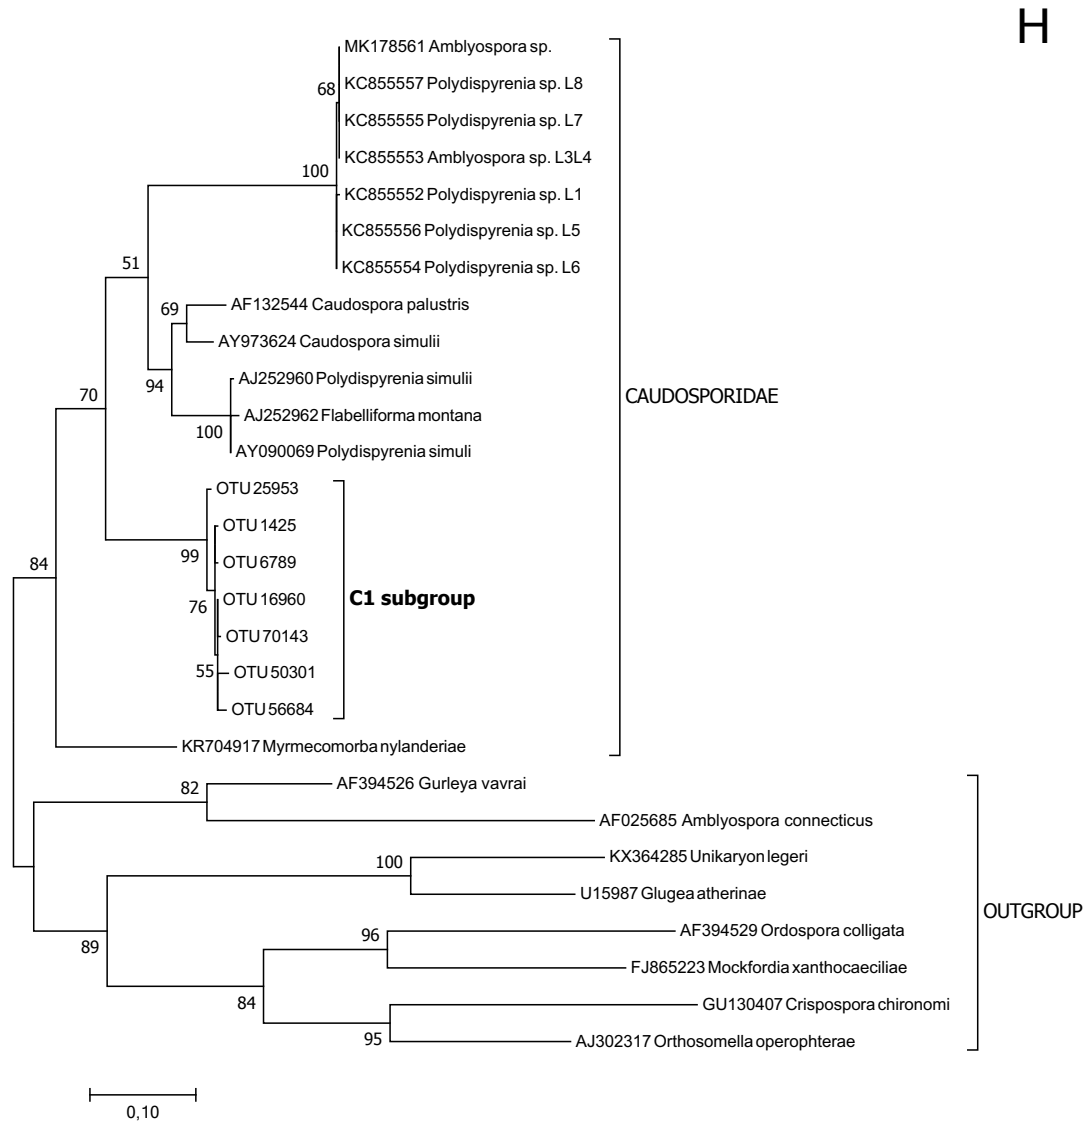 H
MK178561 Amblyospora sp.
68
KC855557 Polydispyrenia sp. L8
KC855555 Polydispyrenia sp. L7
KC855553 Amblyospora sp. L3L4
100
KC855552 Polydispyrenia sp. L1
KC855556 Polydispyrenia sp. L5
KC855554 Polydispyrenia sp. L6
51
69
AF132544 Caudospora palustris
AY973624 Caudospora simulii
94
AJ252960 Polydispyrenia simulii
70
CAUDOSPORIDAE
AJ252962 Flabelliforma montana
100
AY090069 Polydispyrenia simuli
OTU 25953
OTU 1425
99
OTU 6789
84
76
OTU 16960
C1 subgroup
OTU 70143
55
OTU 50301
OTU 56684
KR704917 Myrmecomorba nylanderiae
82
AF394526 Gurleya vavrai
AF025685 Amblyospora connecticus
100
KX364285 Unikaryon legeri
U15987 Glugea atherinae
OUTGROUP
96
AF394529 Ordospora colligata
89
FJ865223 Mockfordia xanthocaeciliae
84
GU130407 Crispospora chironomi
95
AJ302317 Orthosomella operophterae
0,10